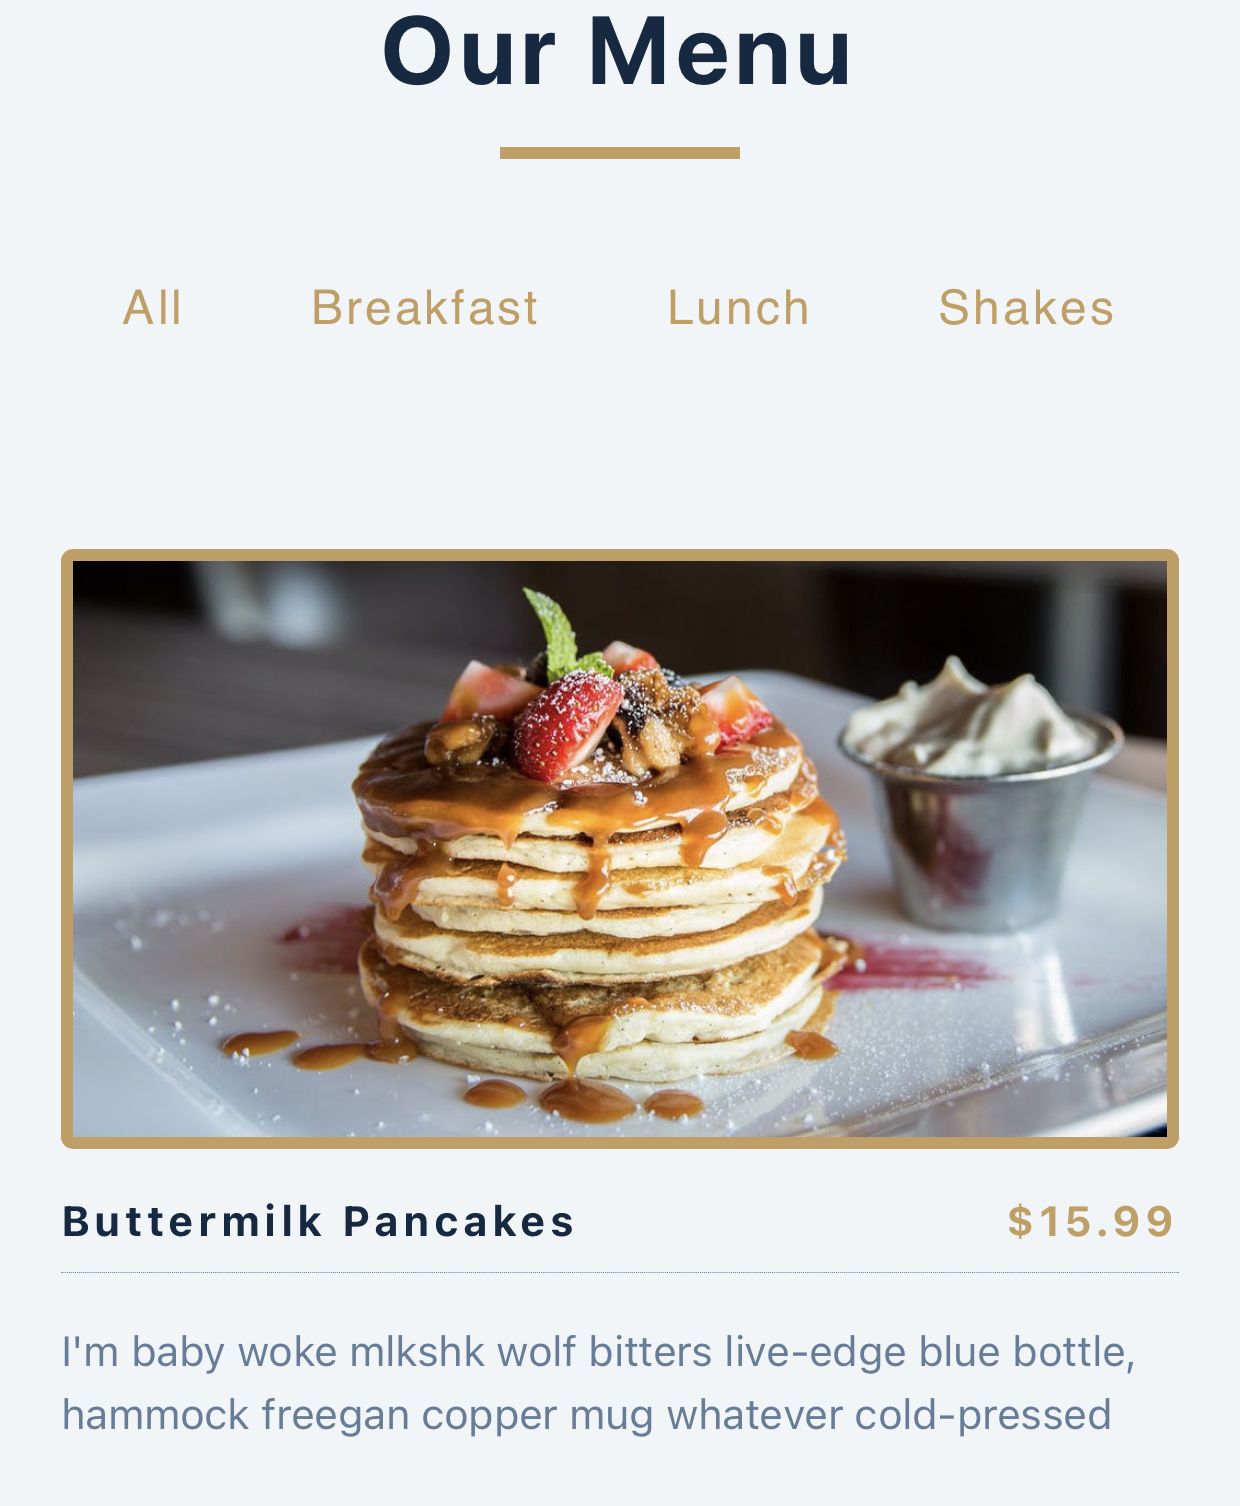 Our Menu
All Breakfast Lunch Shakes
Buttermilk Pancakes $15.99
I'm baby woke mlkshk wolf bitters live-edge blue bottle,
hammock freegan copper mug whatever cold-pressed